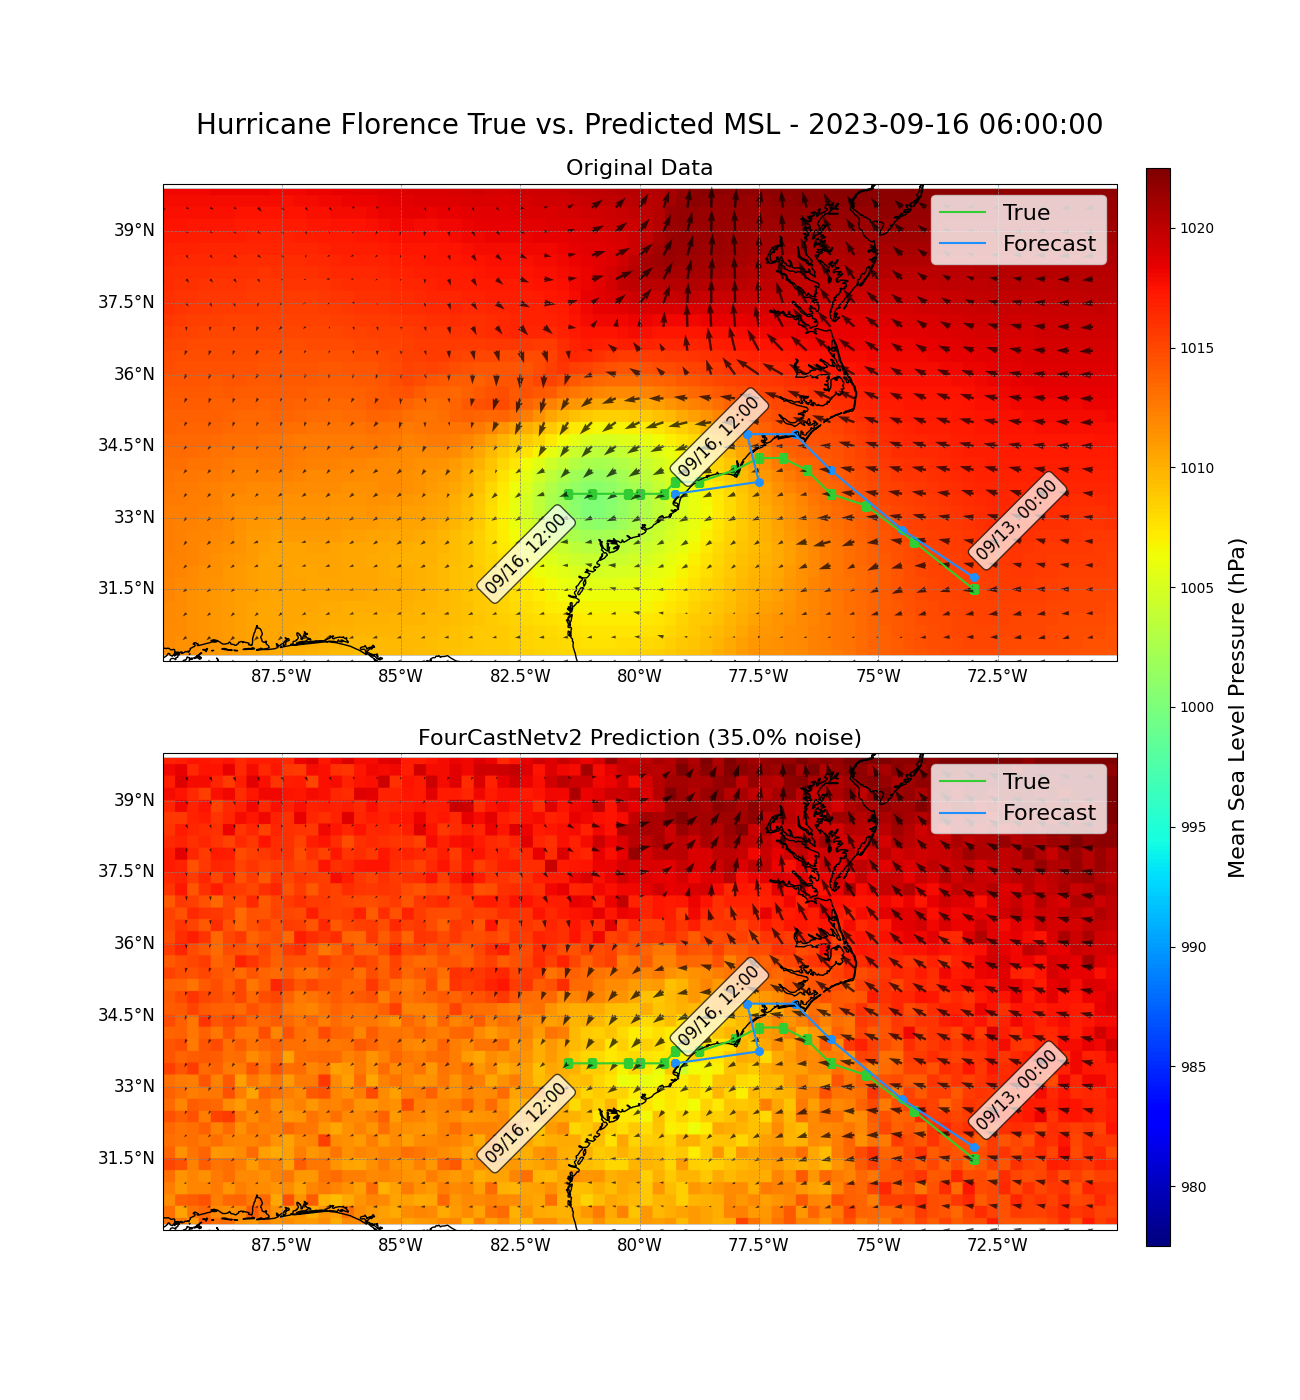 Hurricane Florence True vs. Predicted MSL - 2023-09-16 06:00:00
Original Data
True
Forecast
39°N
37.5°N
36°N
34.5°N
33°N
31.5°N
09/16, 12:00
09/16, 12:00
09/13, 00:00
87.5°W 85°W 82.5°W 80°W 77.5°W 75°W 72.5°W
FourCastNetv2 Prediction (35.0% noise)
True
Forecast
39°N
37.5°N
36°N
34.5°N
33°N
31.5°N
09/16, 12:00
09/16, 12:00
09/13, 00:00
87.5°W 85°W 82.5°W 80°W 77.5°W 75°W 72.5°W
1020
1015
1010
1005
1000
995
990
985
980
Mean Sea Level Pressure (hPa)